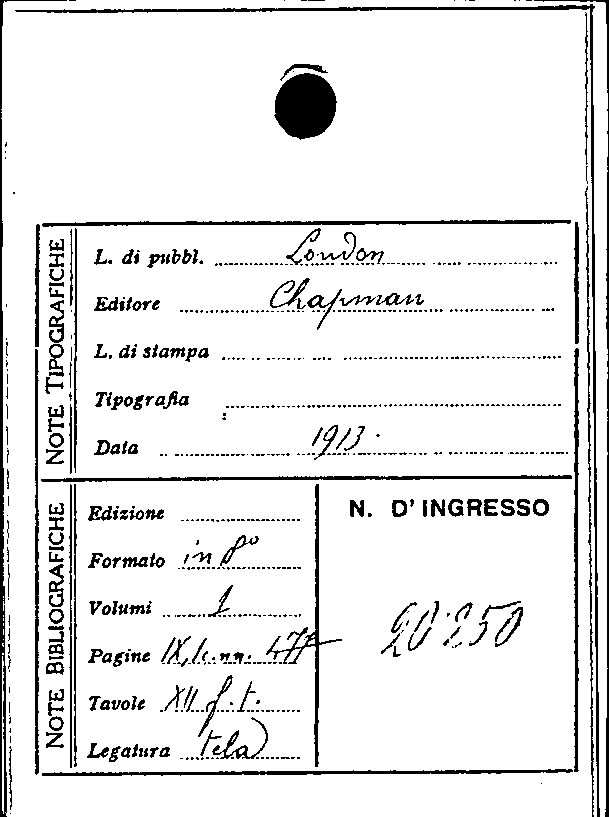 NOTE TIPOGRAFICHE
L. di pubbl. London
Editore Chapman
L. di stampa
Tipografia
Data 1913.
NOTE BIBLIOGRAFICHE
Edizione
Formato in 8°
Volumi 1
Pagine IX, 1c.nn. 477
Tavole XII f.t.
Legatura tela
N. D'INGRESSO
20250